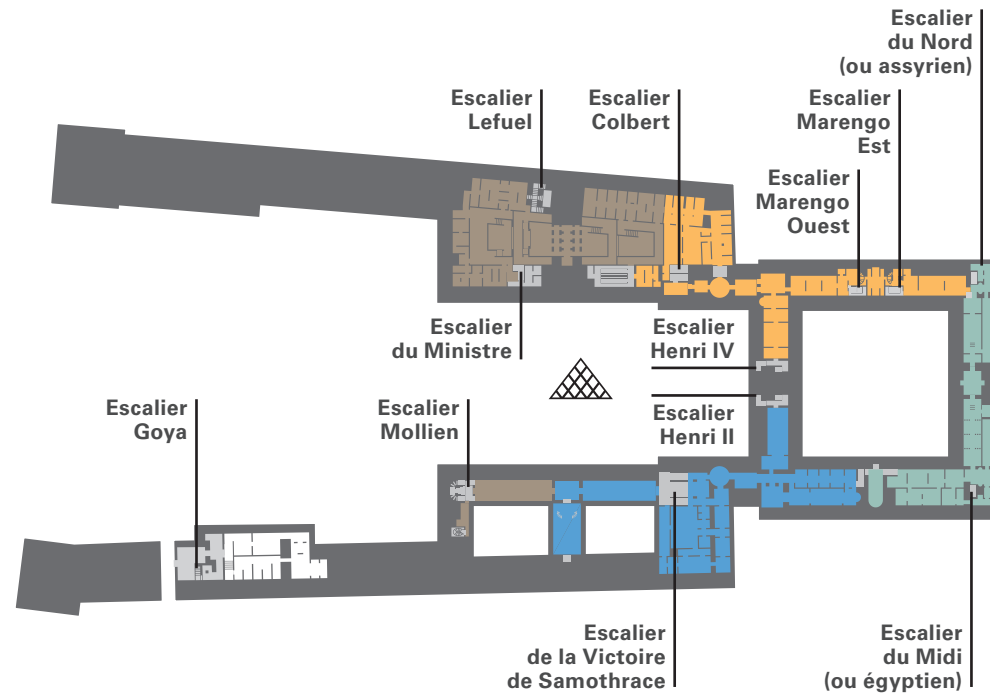 Escalier
du Nord
(ou assyrien)
Escalier
Lefuel
Escalier
Colbert
Escalier
Marengo
Est
Escalier
Marengo
Ouest
Escalier
du Ministre
Escalier
Henri IV
Escalier
Henri II
Escalier
Goya
Escalier
Mollien
Escalier
de la Victoire
de Samothrace
Escalier
du Midi
(ou égyptien)